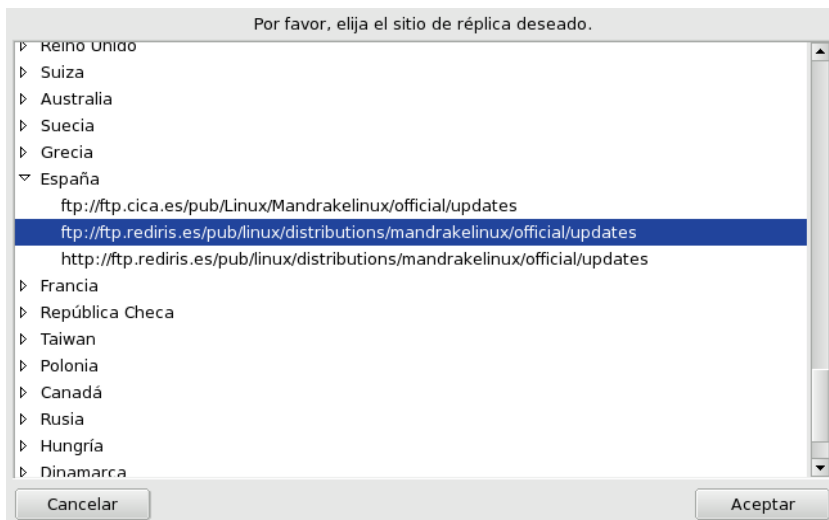 Por favor, elija el sitio de réplica deseado.
Reino Unido
Suiza
Australia
Suecia
Grecia
España
ftp://ftp.cica.es/pub/Linux/Mandrakelinux/official/updates
ftp://ftp.rediris.es/pub/linux/distributions/mandrakelinux/official/updates
http://ftp.rediris.es/pub/linux/distributions/mandrakelinux/official/updates
Francia
República Checa
Taiwan
Polonia
Canadá
Rusia
Hungría
Dinamarca
Cancelar
Aceptar